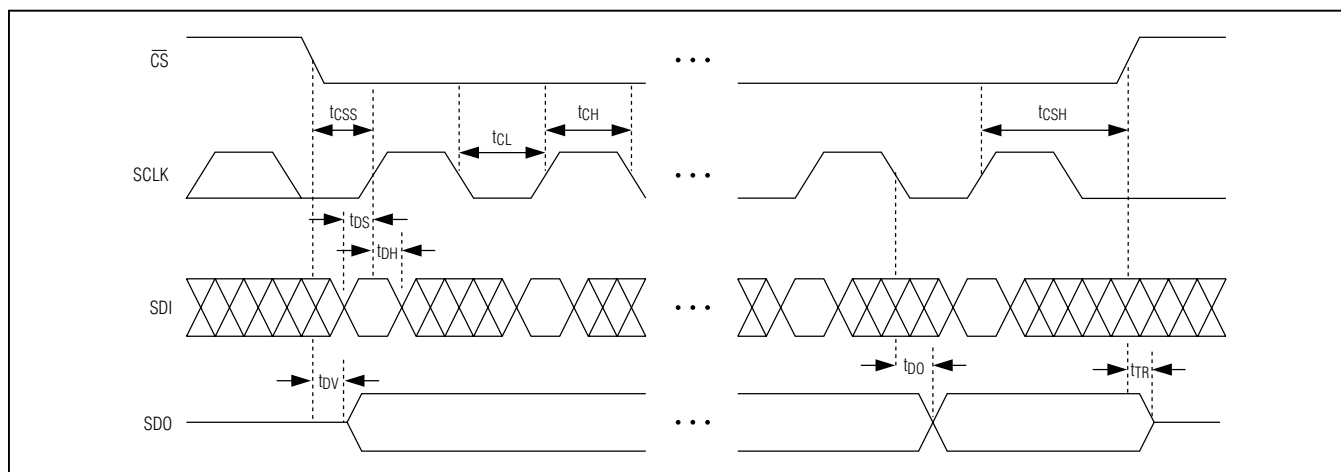 CS
tCSS
tCH
tCSH
tCL
SCLK
tDS
tDH
SDI
tDV
tDO
tTR
SDO